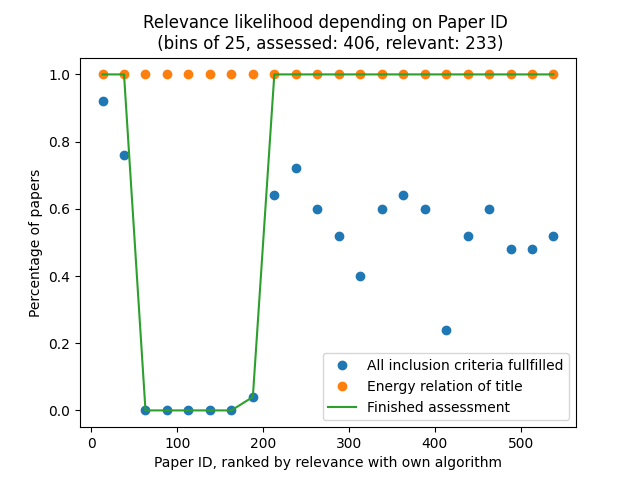 Relevance likelihood depending on Paper ID
(bins of 25, assessed: 406, relevant: 233)
1.0
0.8
0.6
0.4
0.2
0.0
Percentage of papers
All inclusion criteria fullfilled
Energy relation of title
Finished assessment
0 100 200 300 400 500
Paper ID, ranked by relevance with own algorithm